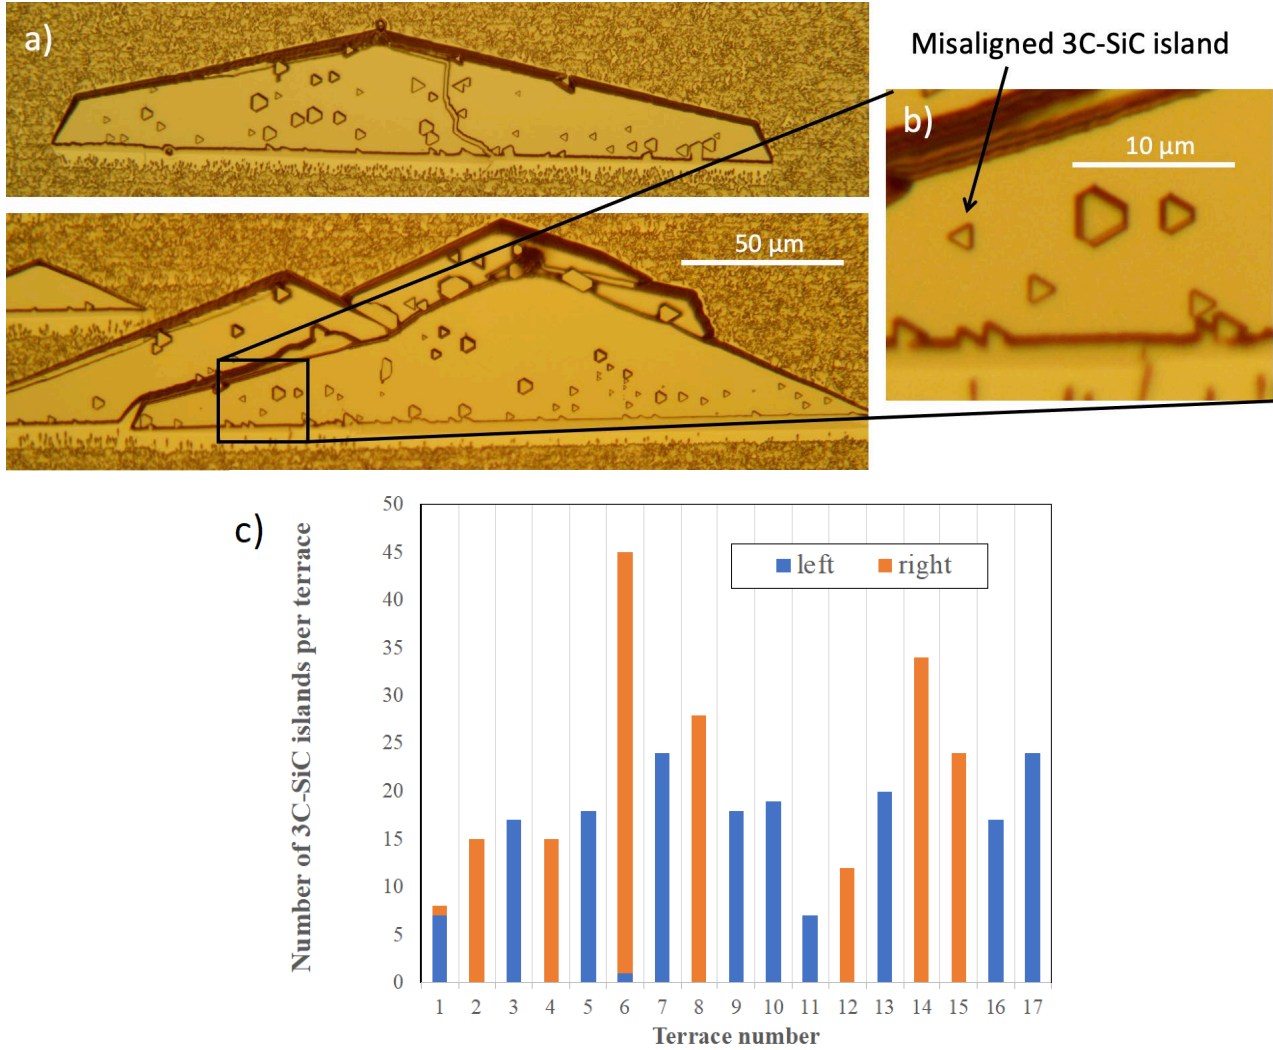 a)
Misaligned 3C-SiC island
b)
10 µm
50 µm
c)
Number of 3C-SiC islands per terrace
50
45
40
35
30
25
20
15
10
5
0
left right
1 2 3 4 5 6 7 8 9 10 11 12 13 14 15 16 17
Terrace number